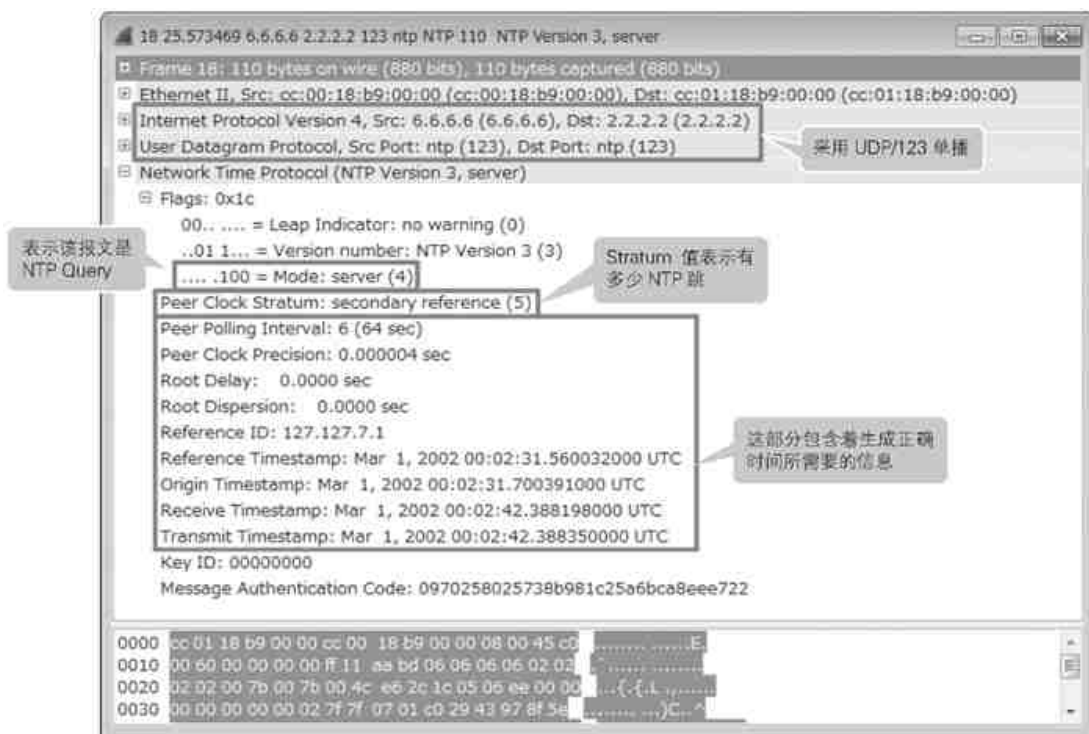 18 25.573469 6.6.6.6 2.2.2.2 123 ntp NTP 110 NTP Version 3, server
Frame 18: 110 bytes on wire (880 bits), 110 bytes captured (880 bits)
Ethernet II, Src: cc:00:18:b9:00:00 (cc:00:18:b9:00:00), Dst: cc:01:18:b9:00:00 (cc:01:18:b9:00:00)
Internet Protocol Version 4, Src: 6.6.6.6 (6.6.6.6), Dst: 2.2.2.2 (2.2.2.2)
User Datagram Protocol, Src Port: ntp (123), Dst Port: ntp (123)
采用 UDP/123 单播
Network Time Protocol (NTP Version 3, server)
Flags: 0x1c
00.. .... = Leap Indicator: no warning (0)
..01 1... = Version number: NTP Version 3 (3)
.... .100 = Mode: server (4)
表示该报文是
NTP Query
Stratum 值表示有
多少 NTP 跳
Peer Clock Stratum: secondary reference (5)
Peer Polling Interval: 6 (64 sec)
Peer Clock Precision: 0.000004 sec
Root Delay: 0.0000 sec
Root Dispersion: 0.0000 sec
Reference ID: 127.127.7.1
Reference Timestamp: Mar 1, 2002 00:02:31.560032000 UTC
Origin Timestamp: Mar 1, 2002 00:02:31.700391000 UTC
Receive Timestamp: Mar 1, 2002 00:02:42.388198000 UTC
Transmit Timestamp: Mar 1, 2002 00:02:42.388350000 UTC
这部分包含着生成正确
时间所需要的信息
Key ID: 00000000
Message Authentication Code: 0970258025738b981c25a6bca8eee722
0000 cc 01 18 b9 00 00 cc 00 18 b9 00 00 08 00 45 c0 ........ ......E.
0010 00 60 00 00 00 00 ff 11 aa bd 06 06 06 06 02 02 .`...... ........
0020 02 02 00 7b 00 7b 00 4c e6 2c 1c 05 06 ee 00 00 ...{.{.L .,......
0030 00 00 00 00 00 02 7f 7f 07 01 c0 29 43 97 8f 5e ........ ...)C..^